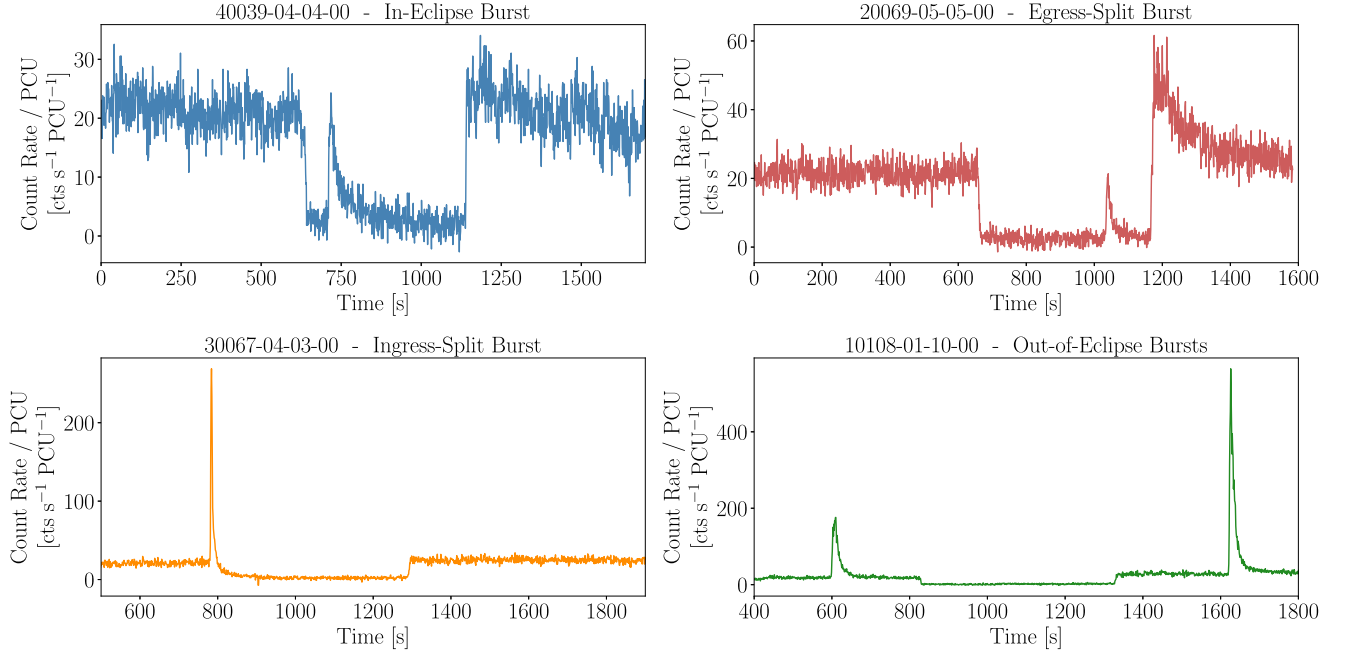 40039-04-04-00 - In-Eclipse Burst
Count Rate / PCU
[cts s⁻¹ PCU⁻¹]
30
20
10
0
0 250 500 750 1000 1250 1500
Time [s]
20069-05-05-00 - Egress-Split Burst
Count Rate / PCU
[cts s⁻¹ PCU⁻¹]
60
40
20
0
0 200 400 600 800 1000 1200 1400 1600
Time [s]
30067-04-03-00 - Ingress-Split Burst
Count Rate / PCU
[cts s⁻¹ PCU⁻¹]
200
100
0
600 800 1000 1200 1400 1600 1800
Time [s]
10108-01-10-00 - Out-of-Eclipse Bursts
Count Rate / PCU
[cts s⁻¹ PCU⁻¹]
400
200
0
400 600 800 1000 1200 1400 1600 1800
Time [s]